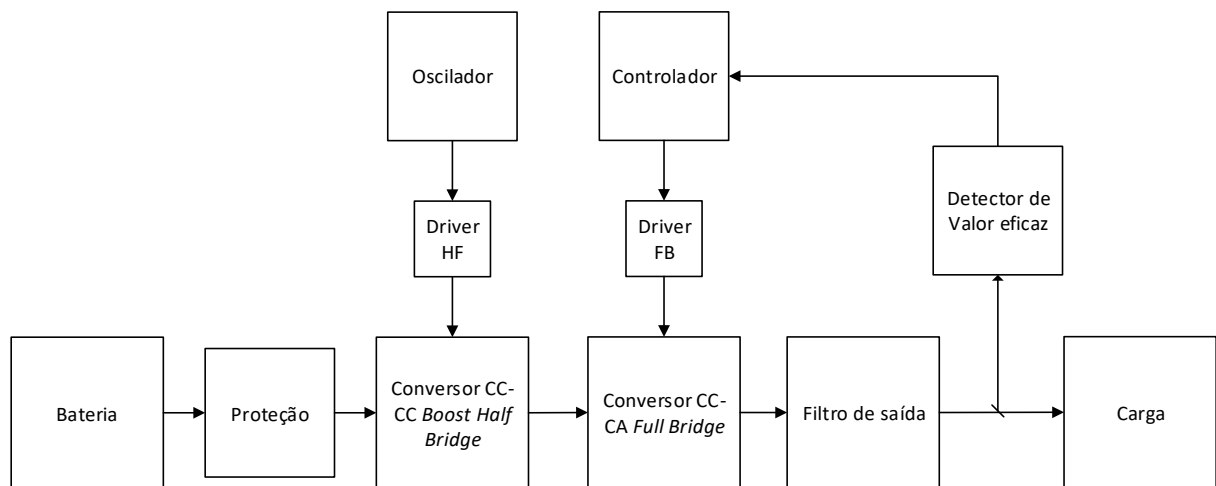 Oscilador
Controlador
Driver
HF
Driver
FB
Detector de
Valor eficaz
Bateria
Proteção
Conversor CC-
CC Boost Half
Bridge
Conversor CC-
CA Full Bridge
Filtro de saída
Carga